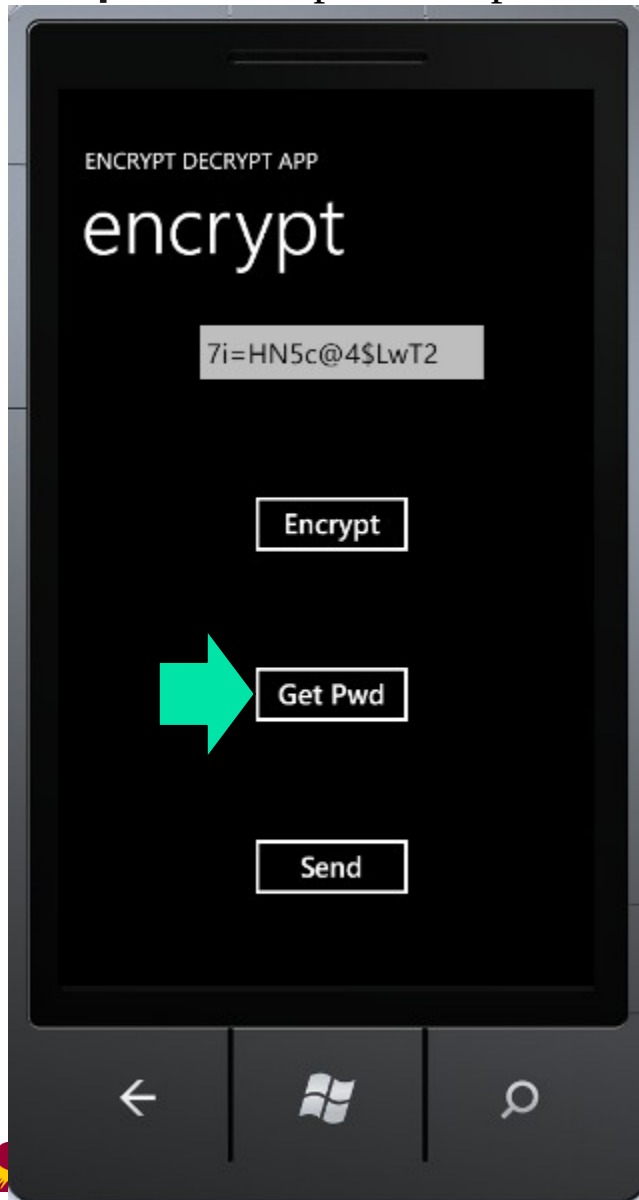 ENCRYPT DECRYPT APP
encrypt
7i=HN5c@4$LwT2
Encrypt
Get Pwd
Send